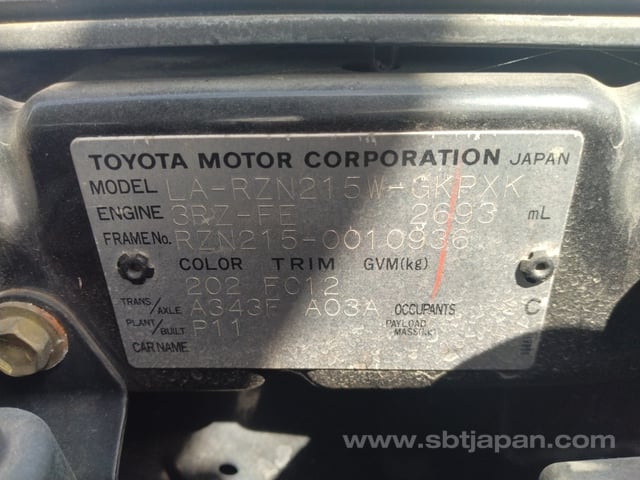 TOYOTA MOTOR CORPORATION JAPAN
MODEL LA-RZN215W-GKPXK
ENGINE 3RZ-FE 2693 mL
FRAME No. RZN215-0010936
COLOR TRIM GVM(kg)
202 FC12
TRANS/AXLE A343F A03A OCCUPANTS C
PLANT/BUILT P11 PAYLOAD MASS(kg)
CAR NAME
www.sbtjapan.com